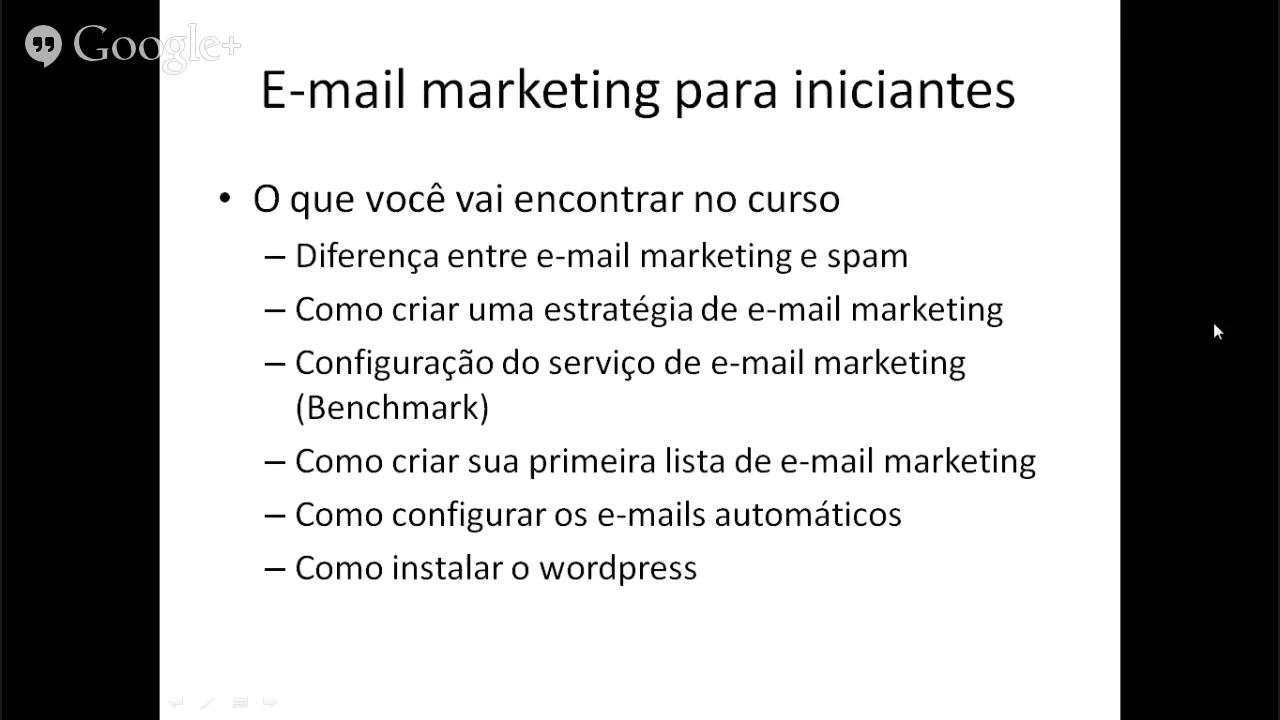 Google+
E-mail marketing para iniciantes
• O que você vai encontrar no curso
– Diferença entre e-mail marketing e spam
– Como criar uma estratégia de e-mail marketing
– Configuração do serviço de e-mail marketing
(Benchmark)
– Como criar sua primeira lista de e-mail marketing
– Como configurar os e-mails automáticos
– Como instalar o wordpress